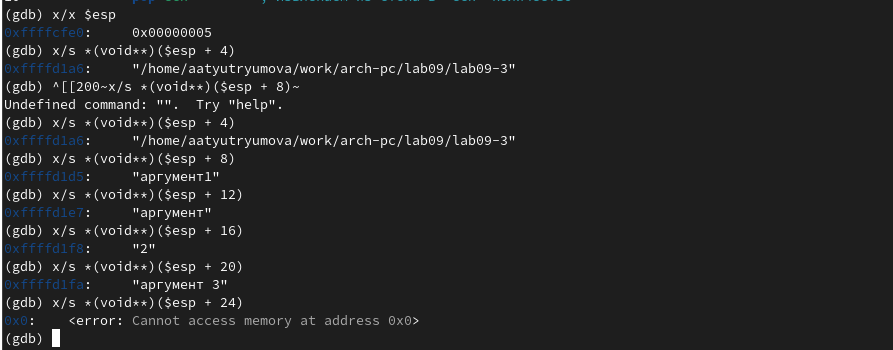 (gdb) x/x $esp
0xffffcfe0: 0x00000005
(gdb) x/s *(void**)($esp + 4)
0xffffd1a6: "/home/aatyutryumova/work/arch-pc/lab09/lab09-3"
(gdb) ^[[200~x/s *(void**)($esp + 8)~
Undefined command: "". Try "help".
(gdb) x/s *(void**)($esp + 4)
0xffffd1a6: "/home/aatyutryumova/work/arch-pc/lab09/lab09-3"
(gdb) x/s *(void**)($esp + 8)
0xffffd1d5: "аргумент1"
(gdb) x/s *(void**)($esp + 12)
0xffffd1e7: "аргумент"
(gdb) x/s *(void**)($esp + 16)
0xffffd1f8: "2"
(gdb) x/s *(void**)($esp + 20)
0xffffd1fa: "аргумент 3"
(gdb) x/s *(void**)($esp + 24)
0x0: <error: Cannot access memory at address 0x0>
(gdb)